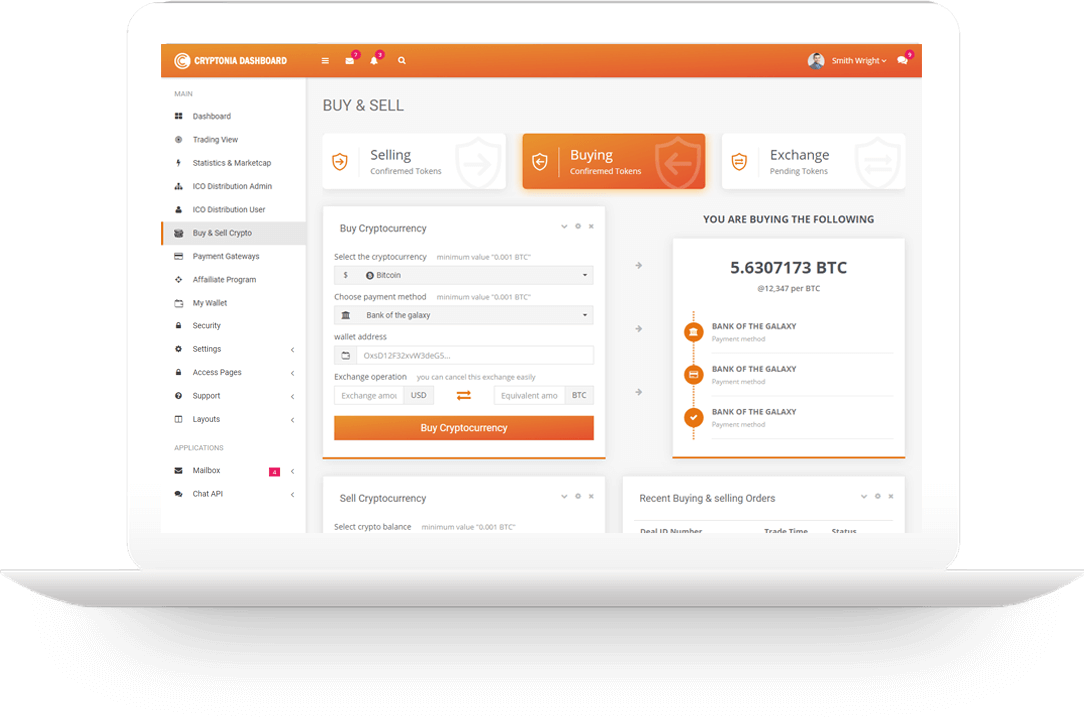 CRYPTONIA DASHBOARD
7
3
Smith Wright
9
MAIN
Dashboard
Trading View
Statistics & Marketcap
ICO Distribution Admin
ICO Distribution User
Buy & Sell Crypto
Payment Gateways
Affailiate Program
My Wallet
Security
Settings
Access Pages
Support
Layouts
APPLICATIONS
Mailbox
4
Chat API
BUY & SELL
Selling
Confiremed Tokens
Buying
Confiremed Tokens
Exchange
Pending Tokens
Buy Cryptocurrency
Select the cryptocurrency minimum value "0.001 BTC"
$ Bitcoin
Choose payment method minimum value "0.001 BTC"
Bank of the galaxy
wallet address
OxsD12F32xvW3deG5...
Exchange operation you can cancel this exchange easily
Exchange amou USD Equivalent amo BTC
Buy Cryptocurrency
YOU ARE BUYING THE FOLLOWING
5.6307173 BTC
@12,347 per BTC
BANK OF THE GALAXY
Payment method
BANK OF THE GALAXY
Payment method
BANK OF THE GALAXY
Payment method
Sell Cryptocurrency
Select crypto balance minimum value "0.001 BTC"
Recent Buying & selling Orders
Deal ID Number Trade Time Status